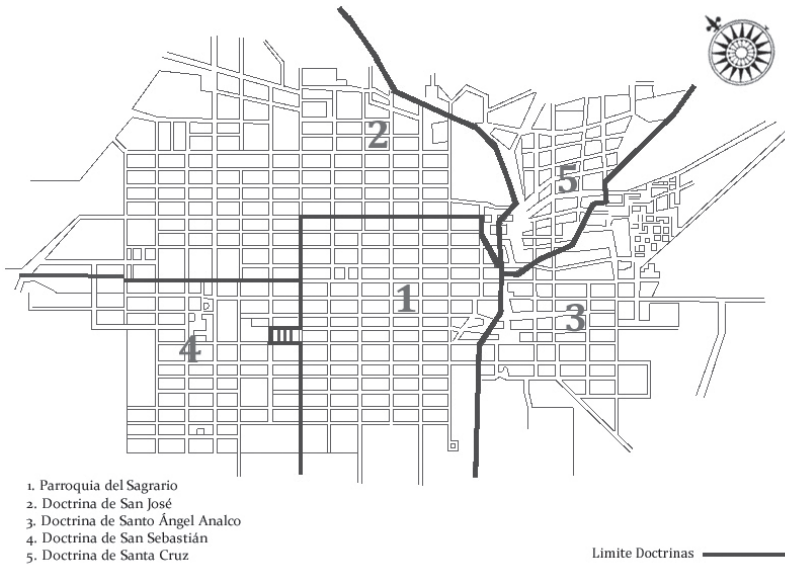 2
5
1
3
4
1. Parroquia del Sagrario
2. Doctrina de San José
3. Doctrina de Santo Ángel Analco
4. Doctrina de San Sebastián
5. Doctrina de Santa Cruz
Limite Doctrinas